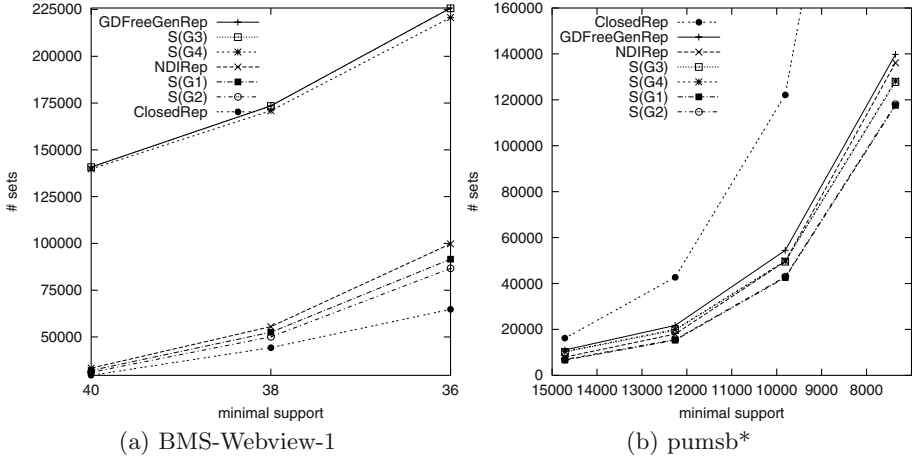 225000
200000
175000
150000
125000
100000
75000
50000
# sets
GDFreeGenRep
S(G3)
S(G4)
NDIRep
S(G1)
S(G2)
ClosedRep
40 38 36
minimal support
(a) BMS-Webview-1
160000
140000
120000
100000
80000
60000
40000
20000
0
# sets
ClosedRep
GDFreeGenRep
NDIRep
S(G3)
S(G4)
S(G1)
S(G2)
15000 14000 13000 12000 11000 10000 9000 8000
minimal support
(b) pumsb*